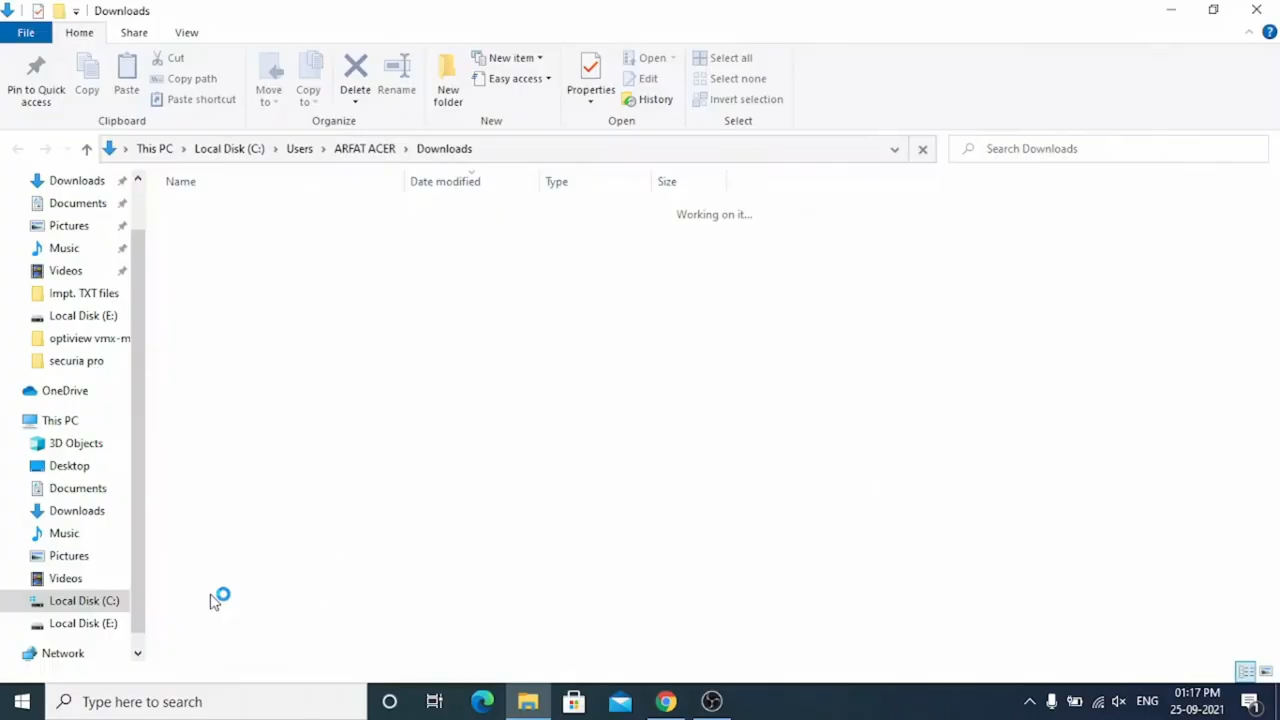 Downloads
File Home Share View
Pin to Quick access
Copy
Paste
Cut
Copy path
Paste shortcut
Clipboard
Move to
Copy to
Delete
Rename
Organize
New folder
New item
Easy access
New
Properties
Open
Edit
History
Open
Select all
Select none
Invert selection
Select
This PC Local Disk (C:) Users ARFAT ACER Downloads
Search Downloads
Name Date modified Type Size
Working on it...
Downloads
Documents
Pictures
Music
Videos
Impt. TXT files
Local Disk (E:)
optiview vmx-m
securia pro
OneDrive
This PC
3D Objects
Desktop
Documents
Downloads
Music
Pictures
Videos
Local Disk (C:)
Local Disk (E:)
Network
Type here to search
ENG
01:17 PM
25-09-2021
1